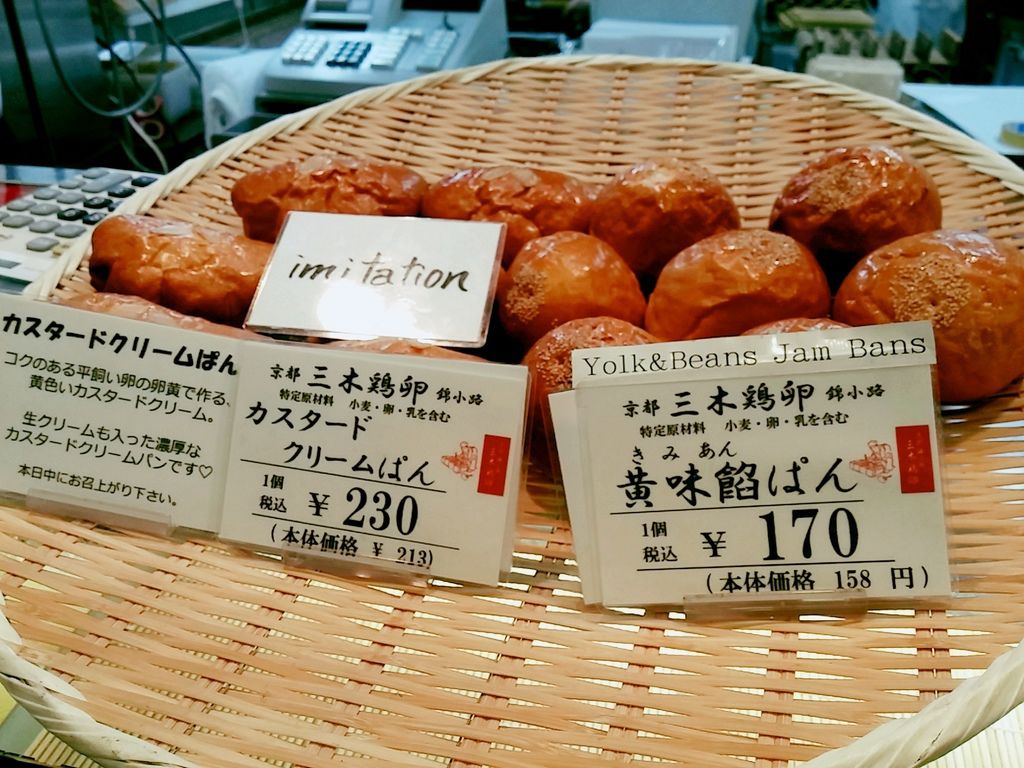 imitation
カスタードクリームぱん
コクのある平飼い卵の卵黄で作る、
黄色いカスタードクリーム。
生クリームも入った濃厚な
カスタードクリームパンです♡
本日中にお召上がり下さい。
京都 三木鶏卵 錦小路
特定原材料 小麦・卵・乳を含む
カスタード
クリームぱん
1個
税込 ¥ 230
(本体価格 ¥ 213)
Yolk&Beans Jam Bans
京都 三木鶏卵 錦小路
特定原材料 小麦・卵・乳を含む
きみあん
黄味餡ぱん
1個
税込 ¥ 170
(本体価格 158 円)